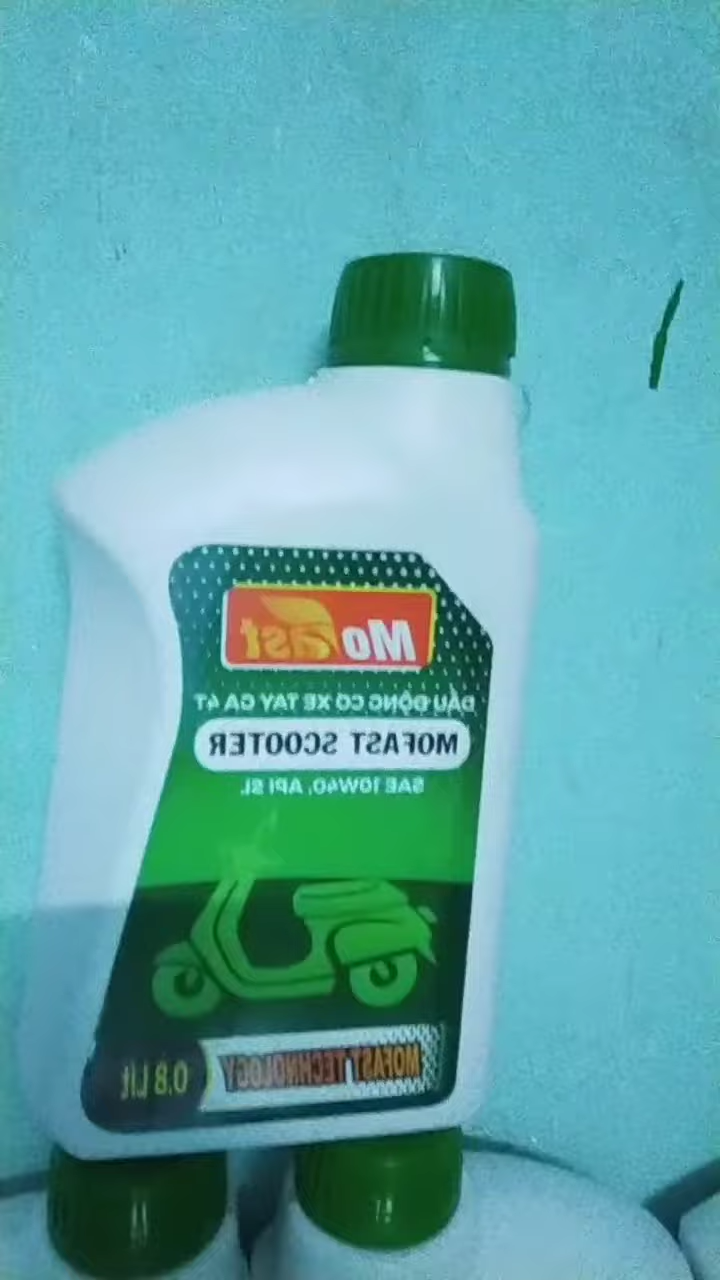 MoFast
DẦU ĐỘNG CƠ XE TAY GA 4T
MOFAST SCOOTER
SAE 10W40, API SL
MOFAST TECHNOLOGY
0.8 Lít